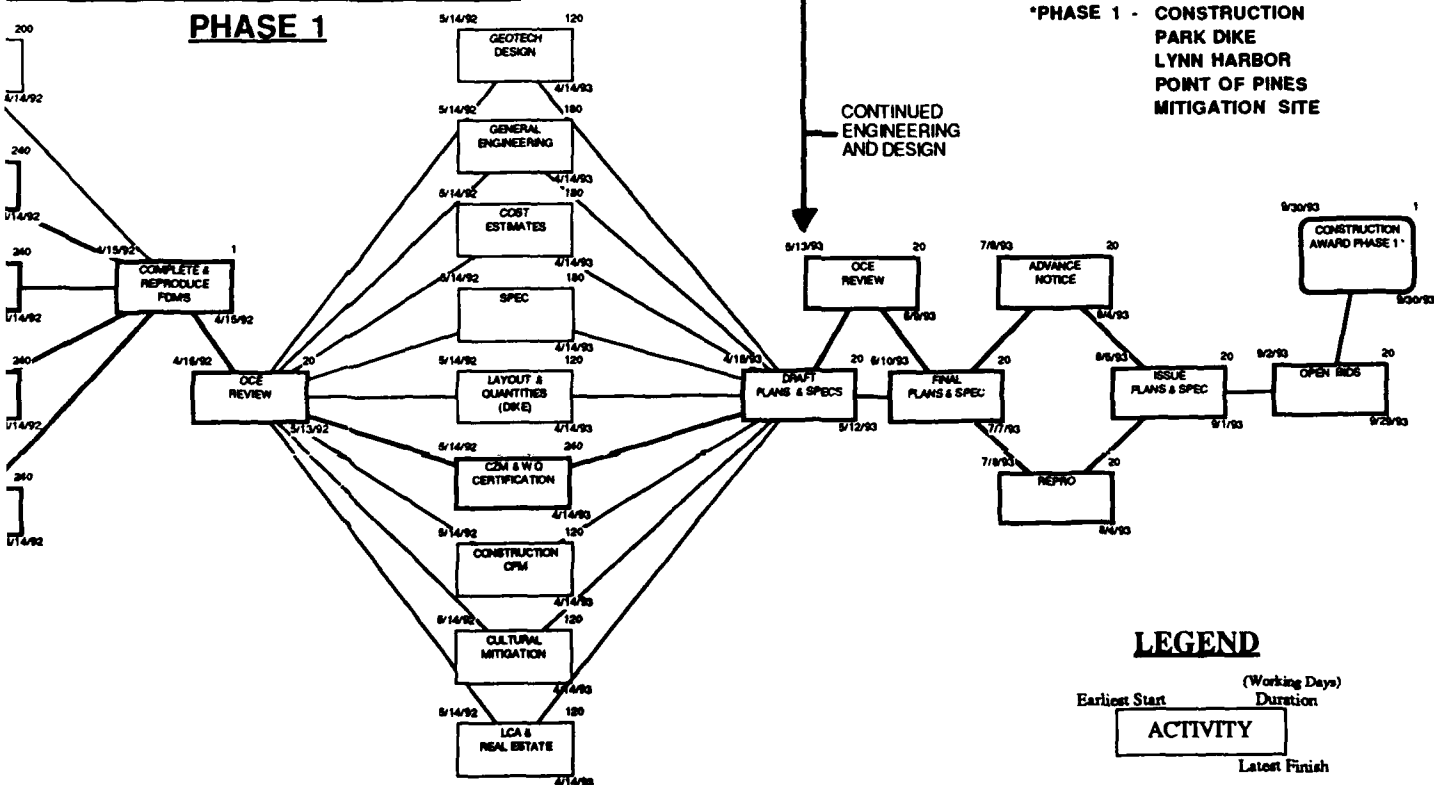 PHASE 1
*PHASE 1 - CONSTRUCTION
PARK DIKE
LYNN HARBOR
POINT OF PINES
MITIGATION SITE
CONTINUED
ENGINEERING
AND DESIGN
200
4/14/92
240
240
240
240
4/15/92 1
COMPLETE &
REPRODUCE
FDMS
4/15/92
4/16/92 20
OCE
REVIEW
5/13/92
5/14/92 120
GEOTECH
DESIGN
4/14/93
5/14/92 180
GENERAL
ENGINEERING
4/14/93
5/14/92 180
COST
ESTIMATES
4/14/93
5/14/92 180
SPEC
4/14/93
5/14/92 120
LAYOUT &
QUANTITIES
(DIKE)
4/14/93
5/14/92 240
CZM & W Q
CERTIFICATION
4/14/93
5/14/92 120
CONSTRUCTION
CPM
4/14/93
5/14/92 120
CULTURAL
MITIGATION
4/14/93
5/14/92 120
LCA &
REAL ESTATE
4/14/93
20
DRAFT
PLANS & SPECS
5/12/93
5/13/93 20
OCE
REVIEW
6/9/93
6/10/93 20
FINAL
PLANS & SPEC
7/7/93
7/8/93 20
ADVANCE
NOTICE
8/4/93
7/8/93 20
REPRO
8/4/93
20
ISSUE
PLANS & SPEC
9/1/93
9/2/93 20
OPEN BIDS
9/29/93
9/30/93 1
CONSTRUCTION
AWARD PHASE 1*
9/30/93
LEGEND
(Working Days)
Earliest Start Duration
ACTIVITY
Latest Finish